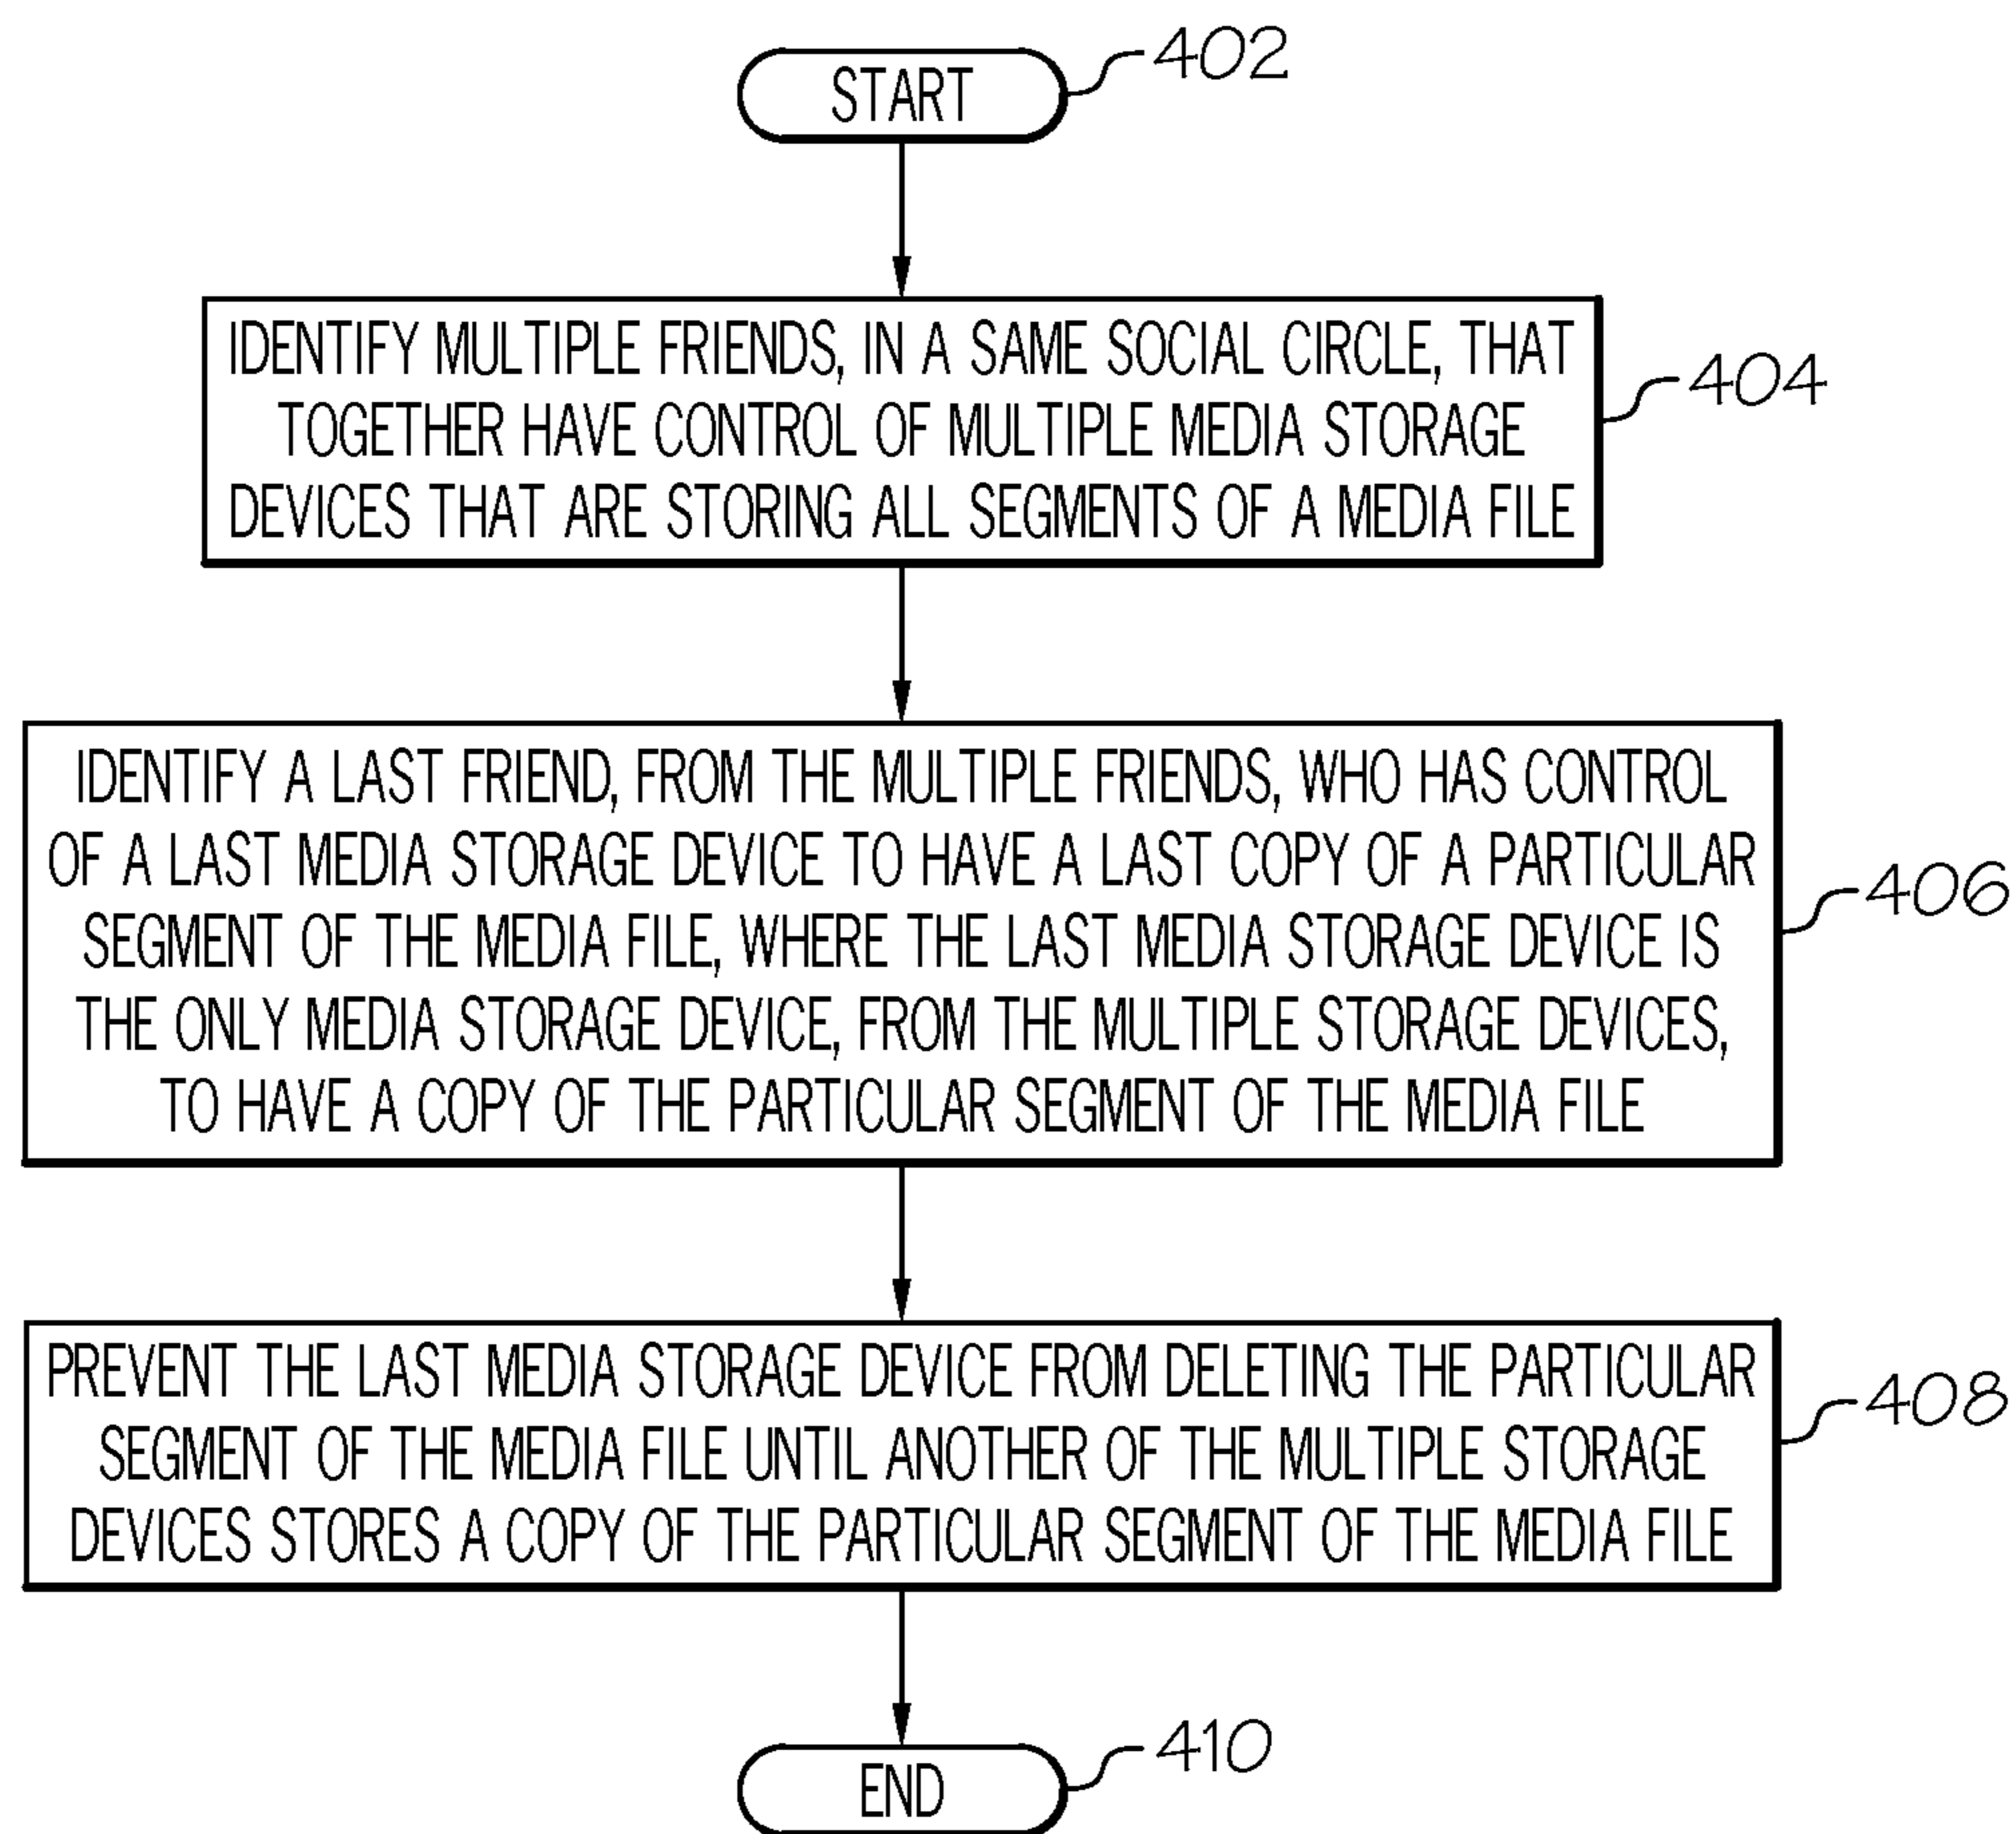 START
402
IDENTIFY MULTIPLE FRIENDS, IN A SAME SOCIAL CIRCLE, THAT
TOGETHER HAVE CONTROL OF MULTIPLE MEDIA STORAGE
DEVICES THAT ARE STORING ALL SEGMENTS OF A MEDIA FILE
404
IDENTIFY A LAST FRIEND, FROM THE MULTIPLE FRIENDS, WHO HAS CONTROL
OF A LAST MEDIA STORAGE DEVICE TO HAVE A LAST COPY OF A PARTICULAR
SEGMENT OF THE MEDIA FILE, WHERE THE LAST MEDIA STORAGE DEVICE IS
THE ONLY MEDIA STORAGE DEVICE, FROM THE MULTIPLE STORAGE DEVICES,
TO HAVE A COPY OF THE PARTICULAR SEGMENT OF THE MEDIA FILE
406
PREVENT THE LAST MEDIA STORAGE DEVICE FROM DELETING THE PARTICULAR
SEGMENT OF THE MEDIA FILE UNTIL ANOTHER OF THE MULTIPLE STORAGE
DEVICES STORES A COPY OF THE PARTICULAR SEGMENT OF THE MEDIA FILE
408
END
410